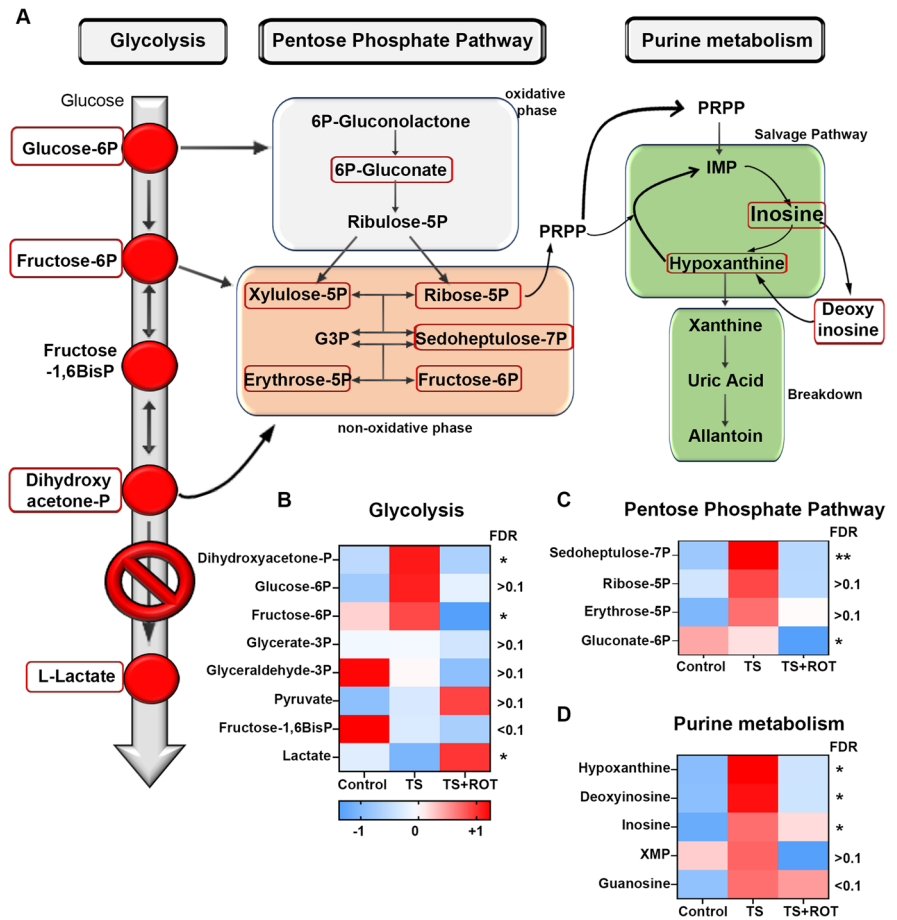 A
Glycolysis
Pentose Phosphate Pathway
Purine metabolism
Glucose
Glucose-6P
Fructose-6P
Fructose
-1,6BisP
Dihydroxy
acetone-P
L-Lactate
oxidative
phase
6P-Gluconolactone
6P-Gluconate
Ribulose-5P
PRPP
Xylulose-5P
Ribose-5P
G3P
Sedoheptulose-7P
Erythrose-5P
Fructose-6P
non-oxidative phase
PRPP
Salvage Pathway
IMP
Inosine
Hypoxanthine
Deoxy
inosine
Xanthine
Uric Acid
Breakdown
Allantoin
B
Glycolysis
FDR
Dihydroxyacetone-P
*
Glucose-6P
>0.1
Fructose-6P
*
Glycerate-3P
>0.1
Glyceraldehyde-3P
>0.1
Pyruvate
>0.1
Fructose-1,6BisP
<0.1
Lactate
*
Control
TS
TS+ROT
-1
0
+1
C
Pentose Phosphate Pathway
FDR
Sedoheptulose-7P
**
Ribose-5P
>0.1
Erythrose-5P
>0.1
Gluconate-6P
*
Control
TS
TS+ROT
D
Purine metabolism
FDR
Hypoxanthine
*
Deoxyinosine
*
Inosine
*
XMP
>0.1
Guanosine
<0.1
Control
TS
TS+ROT